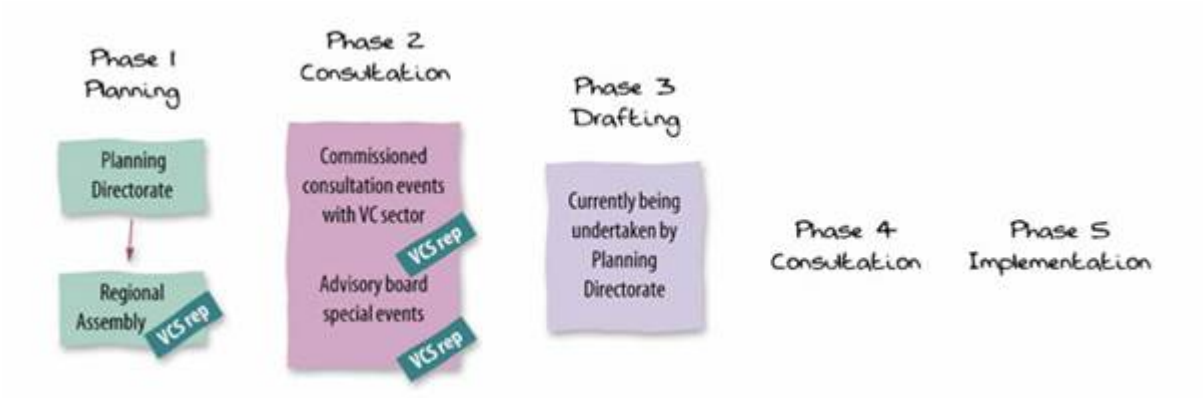 Phase 1
Planning
Planning
Directorate
Regional
Assembly
VCS rep
Phase 2
Consultation
Commissioned
consultation events
with VC sector
VCS rep
Advisory board
special events
VCS rep
Phase 3
Drafting
Currently being
undertaken by
Planning
Directorate
Phase 4
Consultation
Phase 5
Implementation